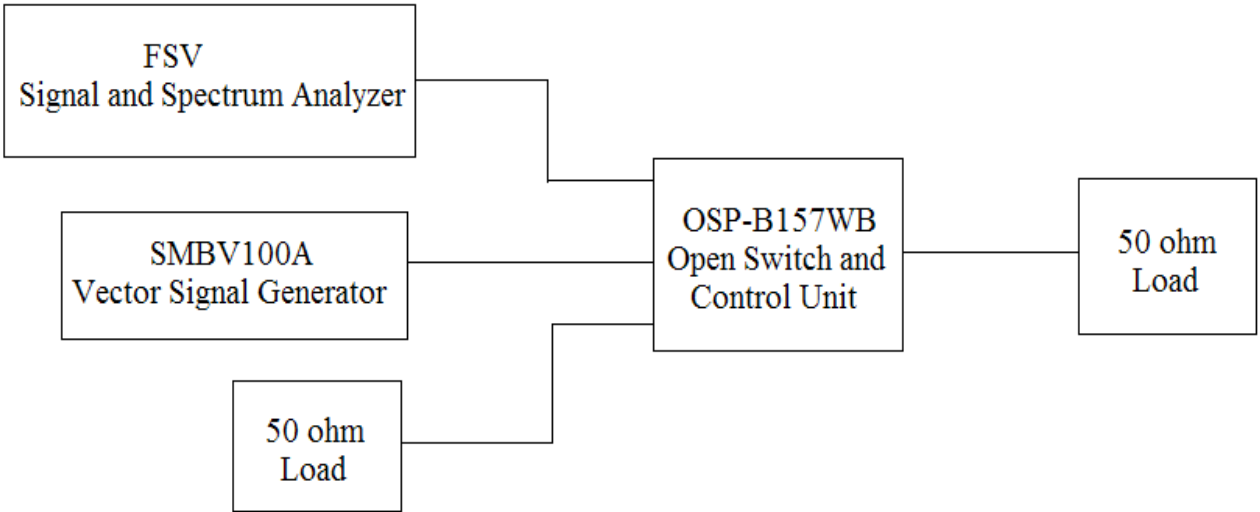 FSV
Signal and Spectrum Analyzer
SMBV100A
Vector Signal Generator
50 ohm
Load
OSP-B157WB
Open Switch and
Control Unit
50 ohm
Load